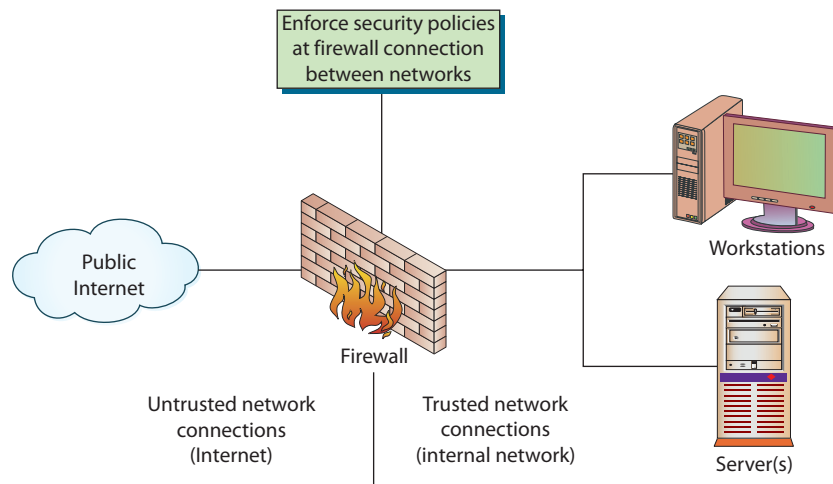 Enforce security policies
at firewall connection
between networks
Public
Internet
Firewall
Workstations
Server(s)
Untrusted network
connections
(Internet)
Trusted network
connections
(internal network)